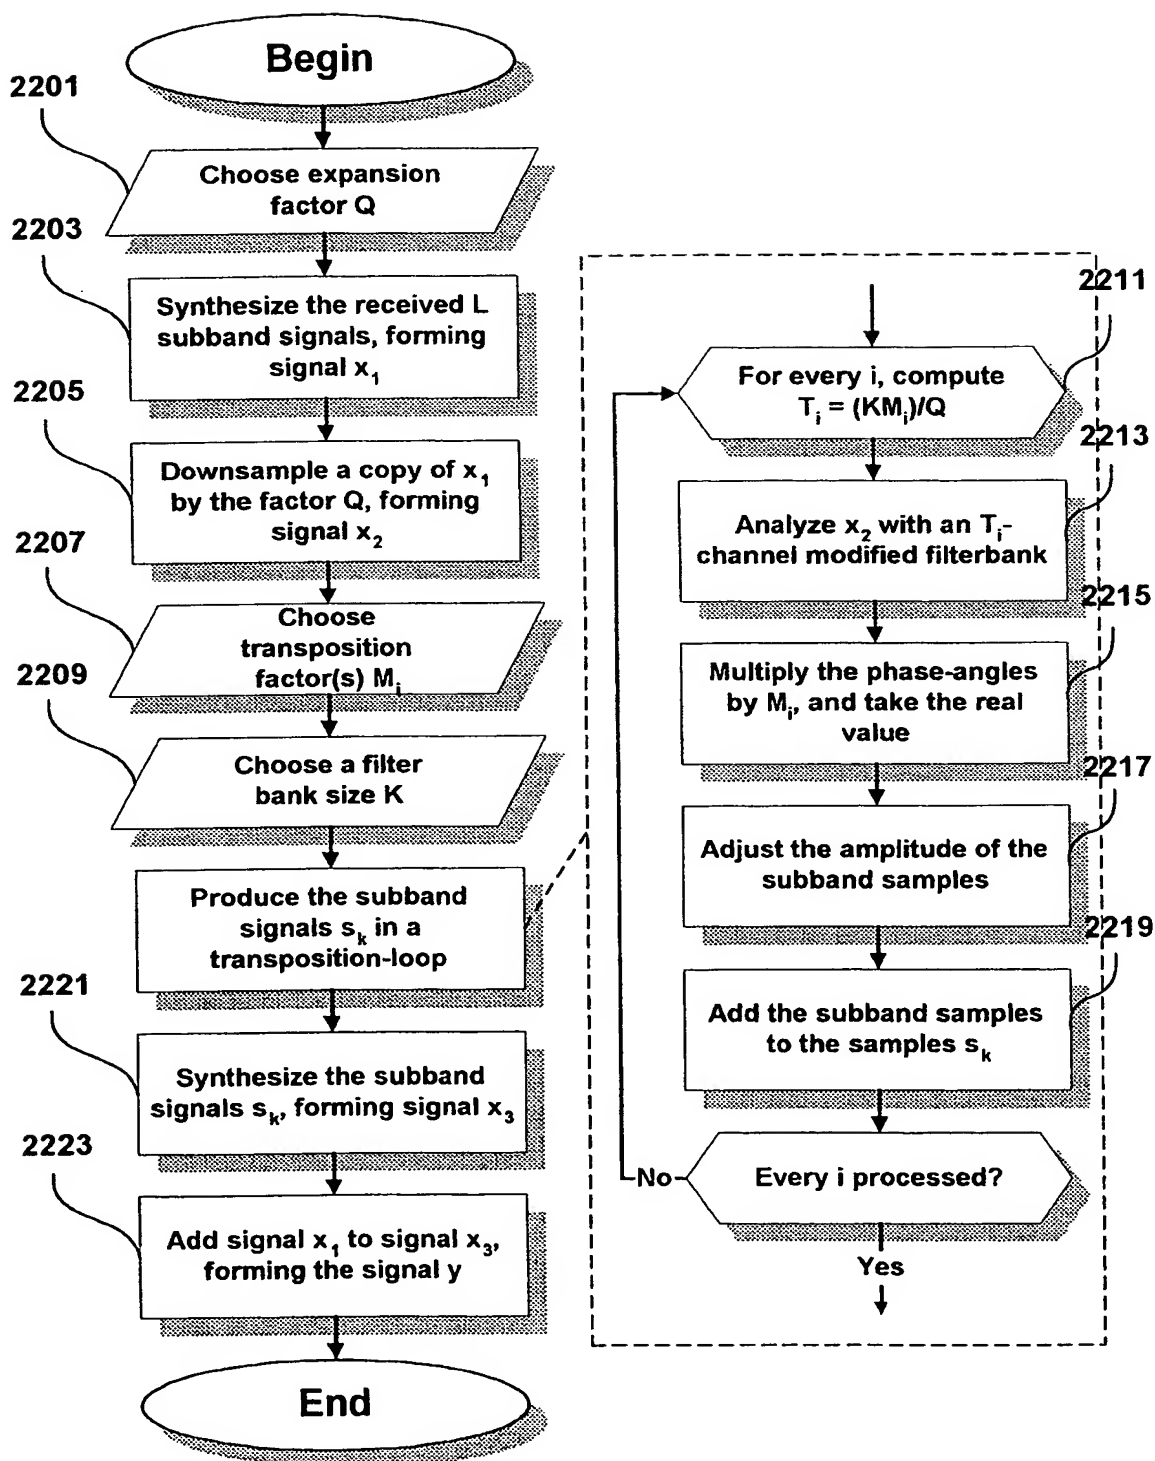 Begin
2201
Choose expansion
factor Q
2203
Synthesize the received L
subband signals, forming
signal x₁
2205
Downsample a copy of x₁
by the factor Q, forming
signal x₂
2207
Choose
transposition
factor(s) Mᵢ
2209
Choose a filter
bank size K
Produce the subband
signals sₖ in a
transposition-loop
2221
Synthesize the subband
signals sₖ, forming signal x₃
2223
Add signal x₁ to signal x₃,
forming the signal y
End
2211
For every i, compute
Tᵢ = (KMᵢ)/Q
2213
Analyze x₂ with an Tᵢ-
channel modified filterbank
2215
Multiply the phase-angles
by Mᵢ, and take the real
value
2217
Adjust the amplitude of the
subband samples
2219
Add the subband samples
to the samples sₖ
No
Every i processed?
Yes